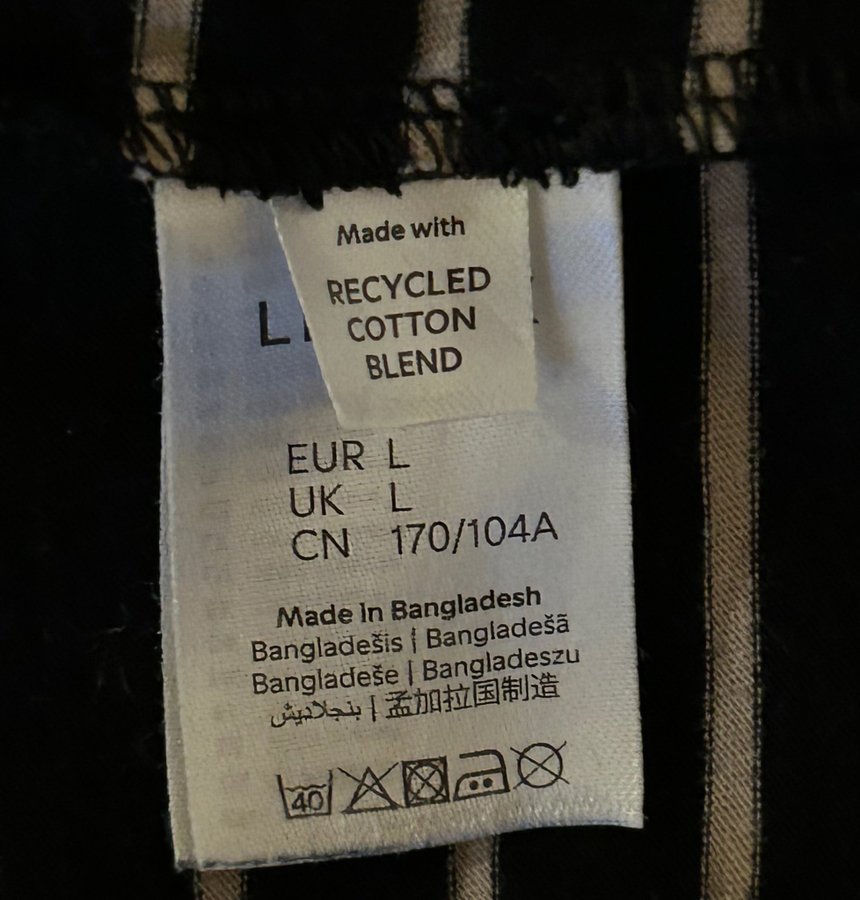 Made with
RECYCLED
COTTON
BLEND
EUR L
UK L
CN 170/104A
Made in Bangladesh
Bangladešis | Bangladešā
Bangladeše | Bangladeszu
بنجلاديش | 孟加拉国制造
40